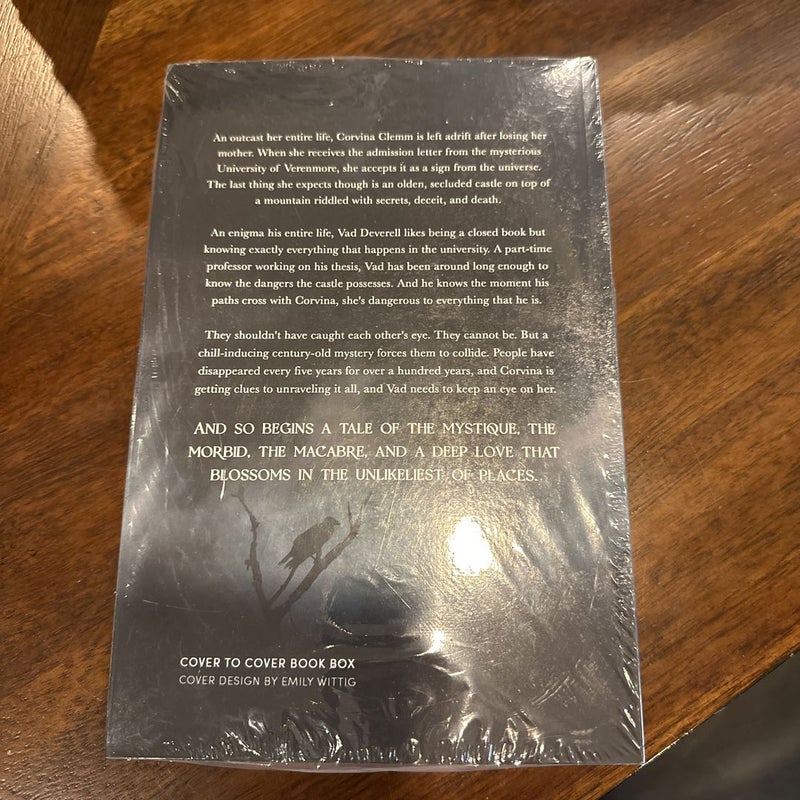 An outcast her entire life, Corvina Clemm is left adrift after losing her
mother. When she receives the admission letter from the mysterious
University of Verenmore, she accepts it as a sign from the universe.
The last thing she expects though is an olden, secluded castle on top of
a mountain riddled with secrets, deceit, and death.
An enigma his entire life, Vad Deverell likes being a closed book but
knowing exactly everything that happens in the university. A part-time
professor working on his thesis, Vad has been around long enough to
know the dangers the castle possesses. And he knows the moment his
paths cross with Corvina, she's dangerous to everything that he is.
They shouldn't have caught each other's eye. They cannot be. But a
chill-inducing century-old mystery forces them to collide. People have
disappeared every five years for over a hundred years, and Corvina is
getting clues to unraveling it all, and Vad needs to keep an eye on her.
AND SO BEGINS A TALE OF THE MYSTIQUE, THE
MORBID, THE MACABRE, AND A DEEP LOVE THAT
BLOSSOMS IN THE UNLIKELIEST OF PLACES.
COVER TO COVER BOOK BOX
COVER DESIGN BY EMILY WITTIG